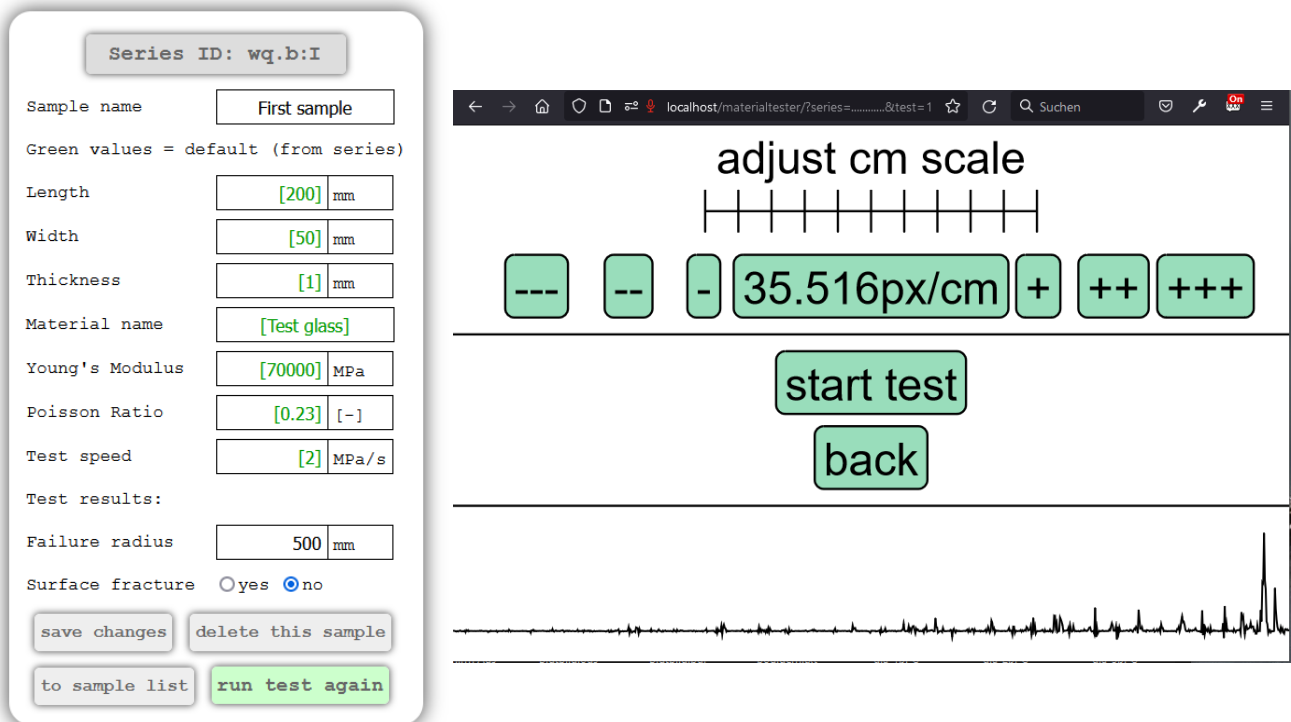 Series ID: wq.b:I
Sample name First sample
Green values = default (from series)
Length [200] mm
Width [50] mm
Thickness [1] mm
Material name [Test glass]
Young's Modulus [70000] MPa
Poisson Ratio [0.23] [-]
Test speed [2] MPa/s
Test results:
Failure radius 500 mm
Surface fracture yes no
save changes delete this sample
to sample list run test again
localhost/materialtester/?series=............&test=1 Suchen On
adjust cm scale
--- -- - 35.516px/cm + ++ +++
start test
back